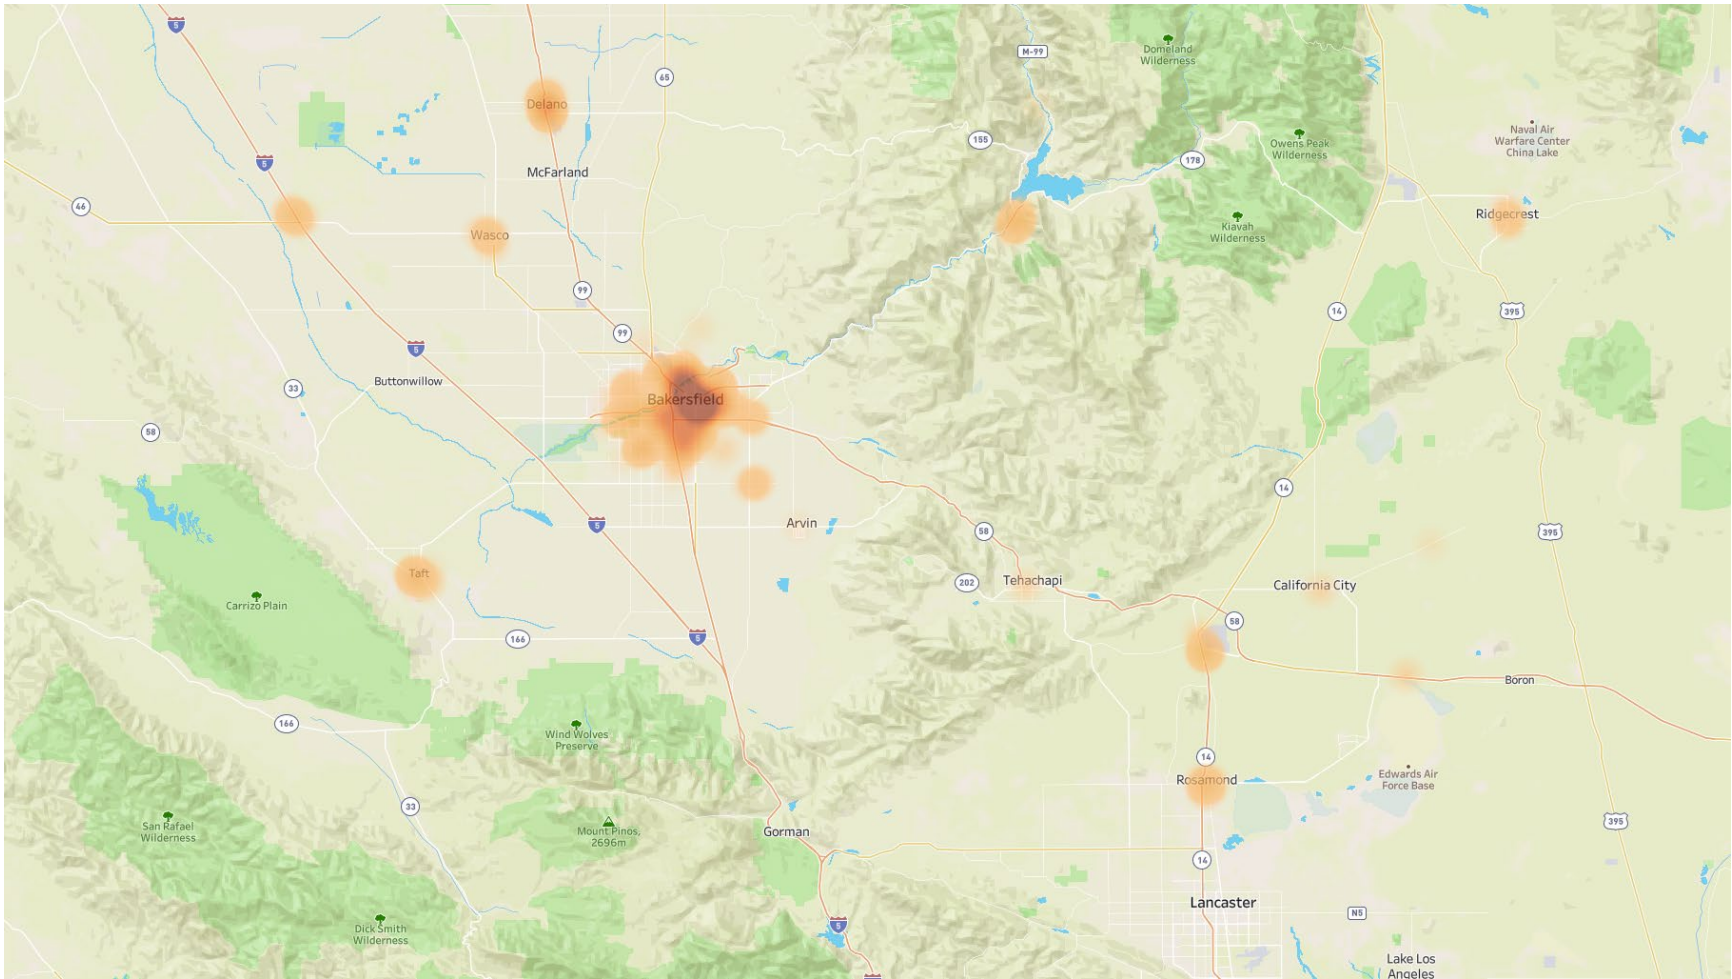 5
M-99
Domeland
Wilderness
65
Delano
Naval Air
Warfare Center
China Lake
155
Owens Peak
Wilderness
178
5
McFarland
46
Ridgecrest
Kiavah
Wilderness
Wasco
99
14
395
99
5
Buttonwillow
33
Bakersfield
58
14
5
Arvin
58
395
Taft
202
Tehachapi
California City
Carrizo Plain
58
166
5
Boron
166
Wind Wolves
Preserve
14
Rosamond
Edwards Air
Force Base
33
San Rafael
Wilderness
Mount Pinos,
2696m
Gorman
395
14
Lancaster
N5
5
Dick Smith
Wilderness
Lake Los
Angeles